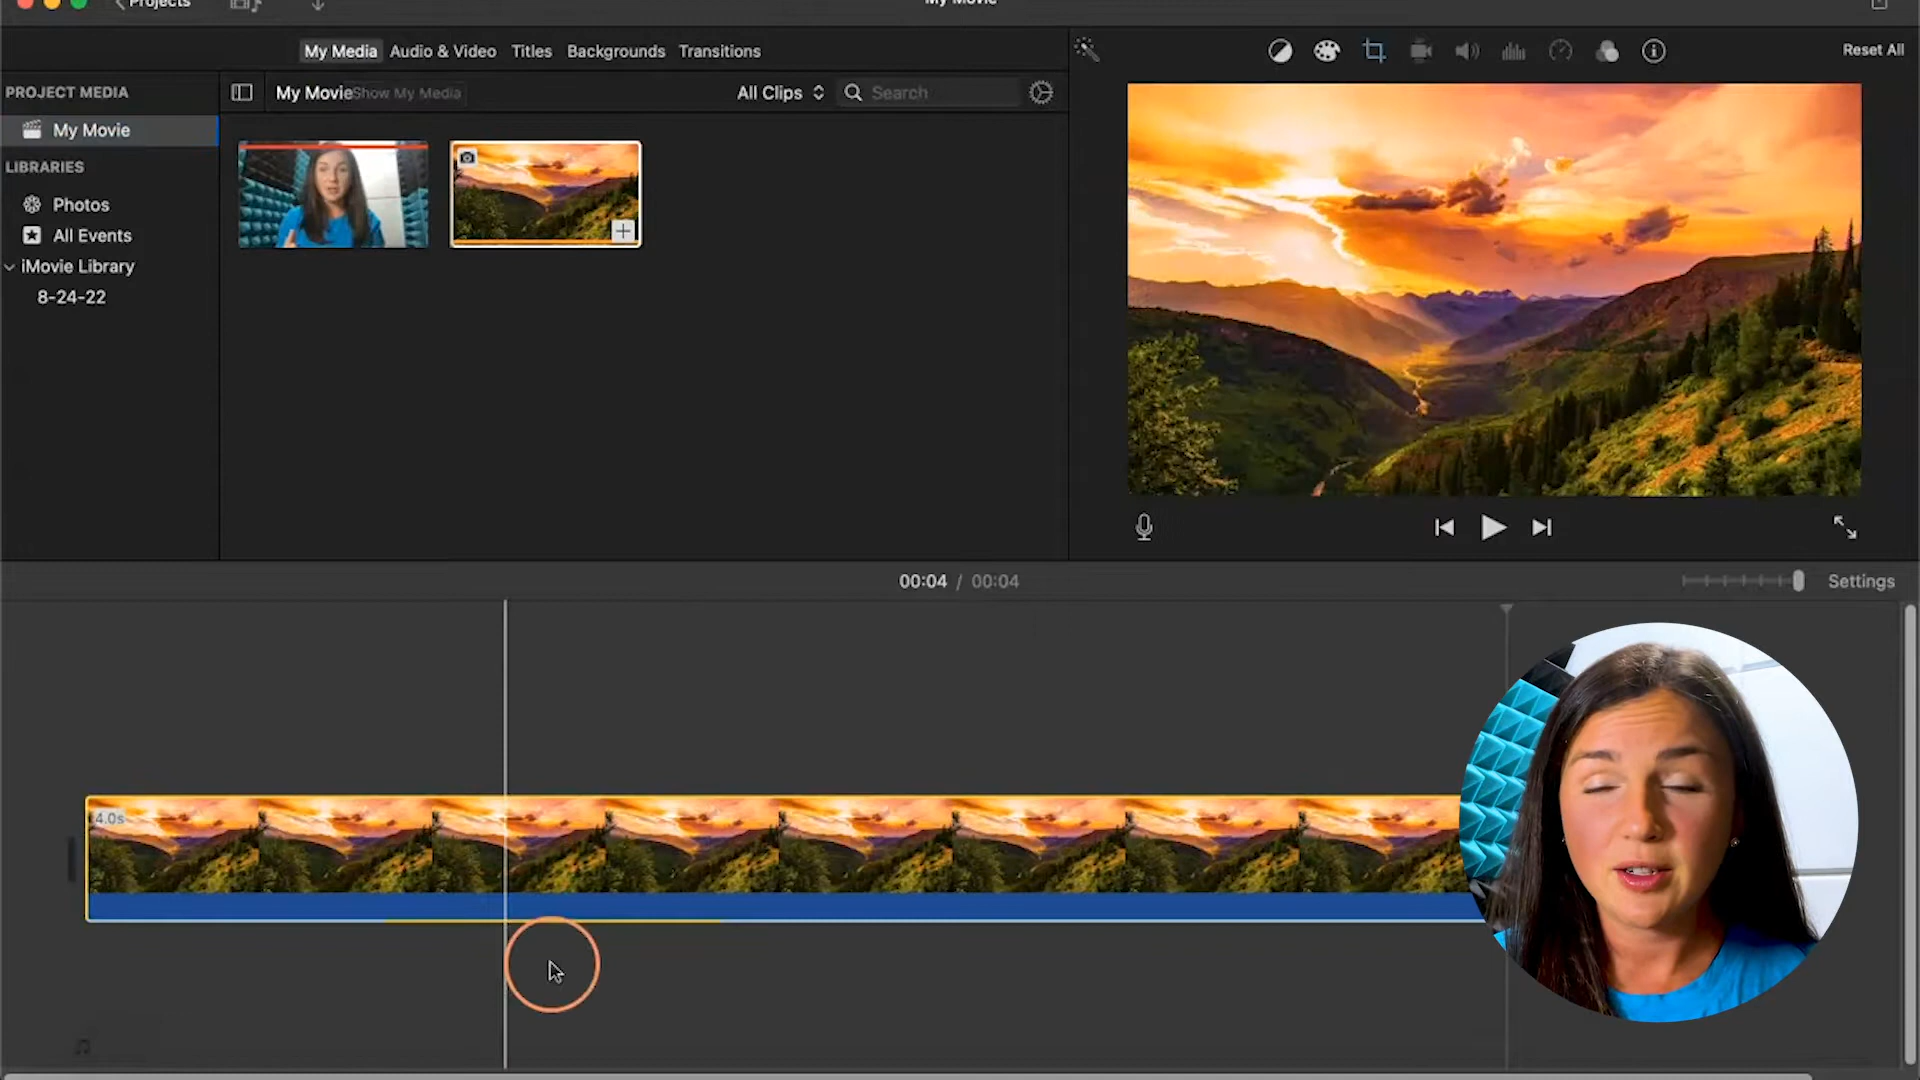 Projects
My Movie
My Media Audio & Video Titles Backgrounds Transitions
Reset All
PROJECT MEDIA
My Movie Show My Media
All Clips
Search
My Movie
LIBRARIES
Photos
All Events
iMovie Library
8-24-22
00:04 / 00:04
Settings
4.0s